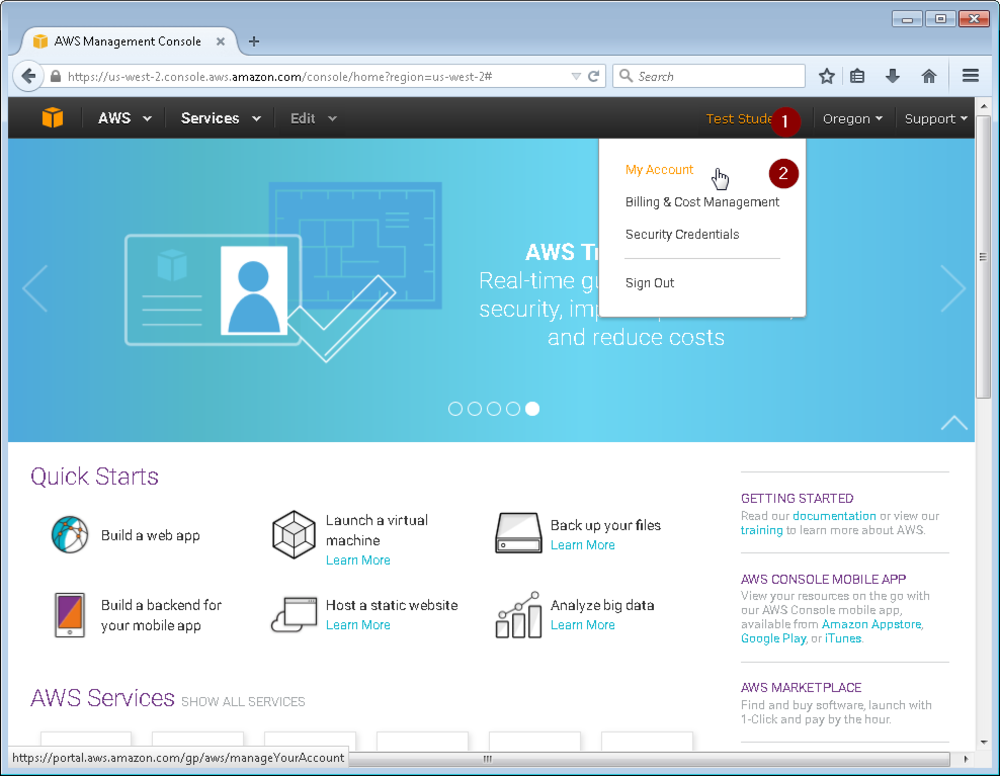 AWS Management Console
https://us-west-2.console.aws.amazon.com/console/home?region=us-west-2#
Search
AWS Services Edit Test 1 Oregon Support
My Account 2
Billing & Cost Management
Security Credentials
Sign Out
AWS
Real-time
security,
and reduce costs
Quick Starts
Build a web app
Launch a virtual
machine
Learn More
Back up your files
Learn More
Build a backend for
your mobile app
Host a static website
Learn More
Analyze big data
Learn More
GETTING STARTED
Read our documentation or view our
training to learn more about AWS.
AWS CONSOLE MOBILE APP
View your resources on the go with
our AWS Console mobile app,
available from Amazon Appstore,
Google Play, or iTunes.
AWS MARKETPLACE
Find and buy software, launch with
1-Click and pay by the hour.
AWS Services SHOW ALL SERVICES
https://portal.aws.amazon.com/gp/aws/manageYourAccount